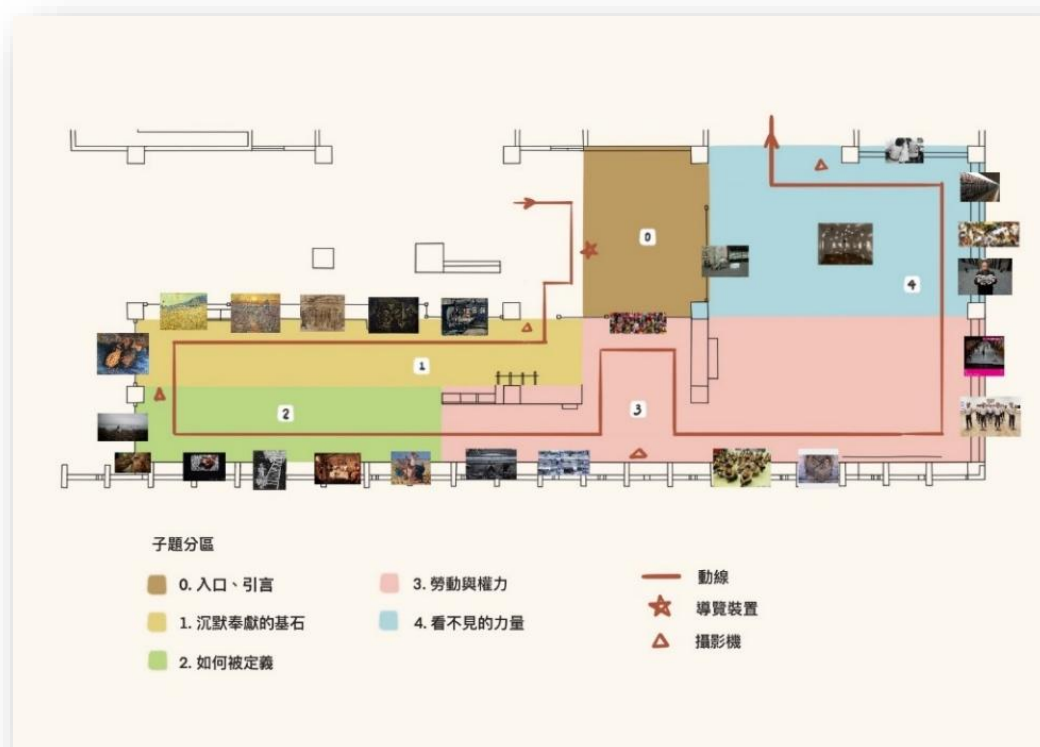 0
4
1
2
3
子題分區
0. 入口、引言
1. 沉默奉獻的基石
2. 如何被定義
3. 勞動與權力
4. 看不見的力量
動線
導覽裝置
攝影機